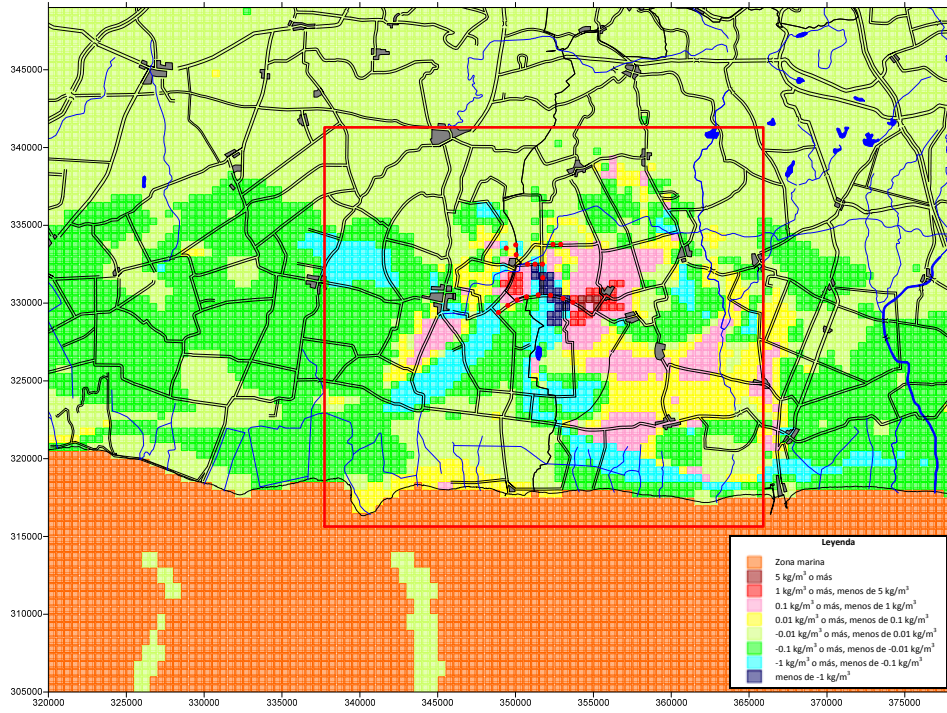 345000
340000
335000
330000
325000
320000
315000
310000
305000
320000 325000 330000 335000 340000 345000 350000 355000 360000 365000 370000 375000
Leyenda
Zona marina
5 kg/m³ o más
1 kg/m³ o más, menos de 5 kg/m³
0.1 kg/m³ o más, menos de 1 kg/m³
0.01 kg/m³ o más, menos de 0.1 kg/m³
-0.01 kg/m³ o más, menos de 0.01 kg/m³
-0.1 kg/m³ o más, menos de -0.01 kg/m³
-1 kg/m³ o más, menos de -0.1 kg/m³
menos de -1 kg/m³